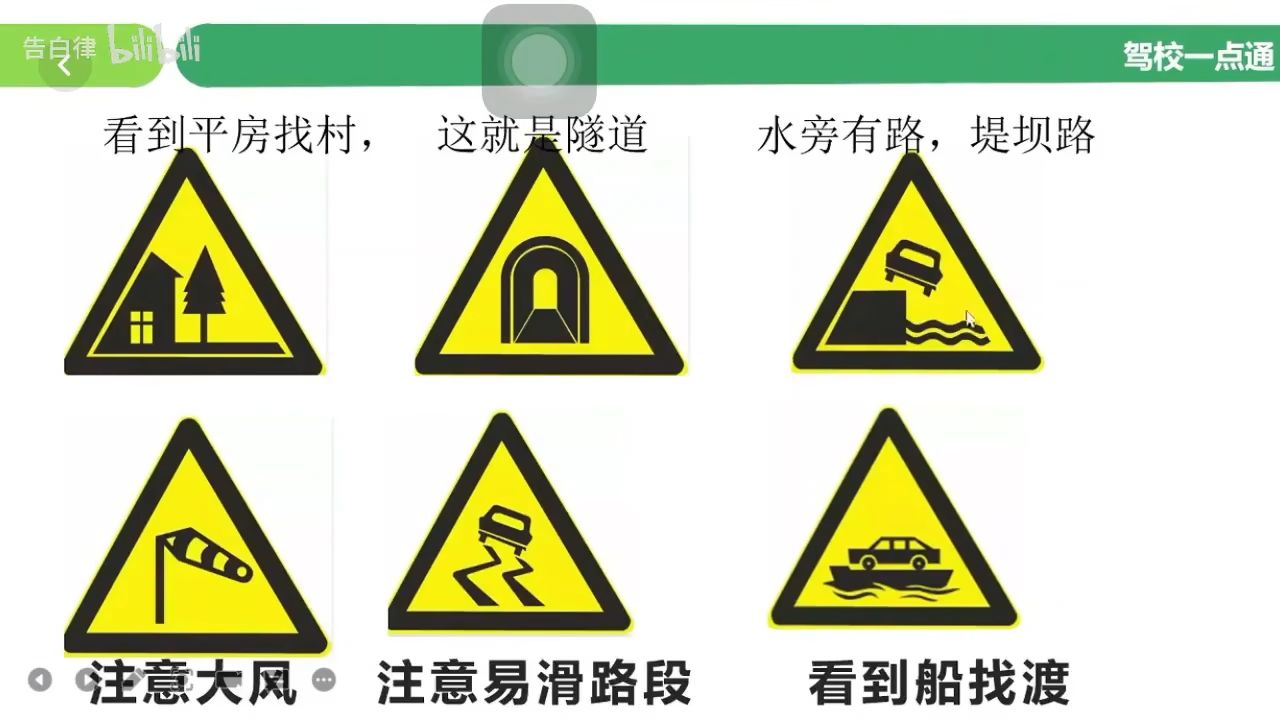 告白律 bilibili
驾校一点通
看到平房找村， 这就是隧道 水旁有路，堤坝路
注意大风 注意易滑路段 看到船找渡